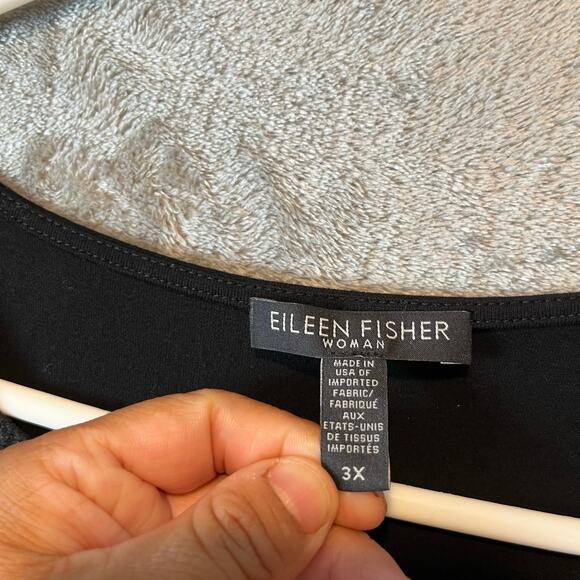 EILEEN FISHER
WOMAN
MADE IN
USA OF
IMPORTED
FABRIC/
FABRIQUÉ
AUX
ETATS-UNIS
DE TISSUS
IMPORTÉS
3X